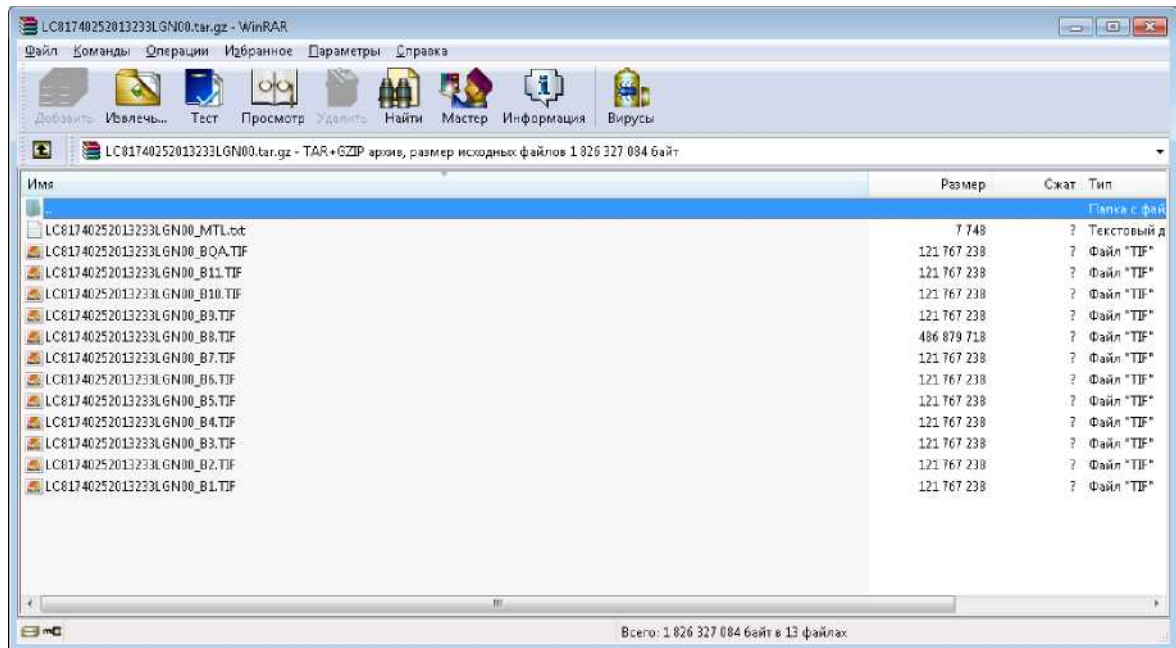 LC81740252013233LGN00.tar.gz - WinRAR
Файл Команды Операции Избранное Параметры Справка
Добавить Извлечь... Тест Просмотр Удалить Найти Мастер Информация Вирусы
LC81740252013233LGN00.tar.gz - TAR+GZIP архив, размер исходных файлов 1 826 327 084 байт
Имя Размер Сжат Тип
.. Папка с фай
LC81740252013233LGN00_MTL.txt 7 748 ? Текстовый д
LC81740252013233LGN00_BQA.TIF 121 767 238 ? Файл "TIF"
LC81740252013233LGN00_B11.TIF 121 767 238 ? Файл "TIF"
LC81740252013233LGN00_B10.TIF 121 767 238 ? Файл "TIF"
LC81740252013233LGN00_B9.TIF 121 767 238 ? Файл "TIF"
LC81740252013233LGN00_B8.TIF 486 879 718 ? Файл "TIF"
LC81740252013233LGN00_B7.TIF 121 767 238 ? Файл "TIF"
LC81740252013233LGN00_B6.TIF 121 767 238 ? Файл "TIF"
LC81740252013233LGN00_B5.TIF 121 767 238 ? Файл "TIF"
LC81740252013233LGN00_B4.TIF 121 767 238 ? Файл "TIF"
LC81740252013233LGN00_B3.TIF 121 767 238 ? Файл "TIF"
LC81740252013233LGN00_B2.TIF 121 767 238 ? Файл "TIF"
LC81740252013233LGN00_B1.TIF 121 767 238 ? Файл "TIF"
Всего: 1 826 327 084 байт в 13 файлах